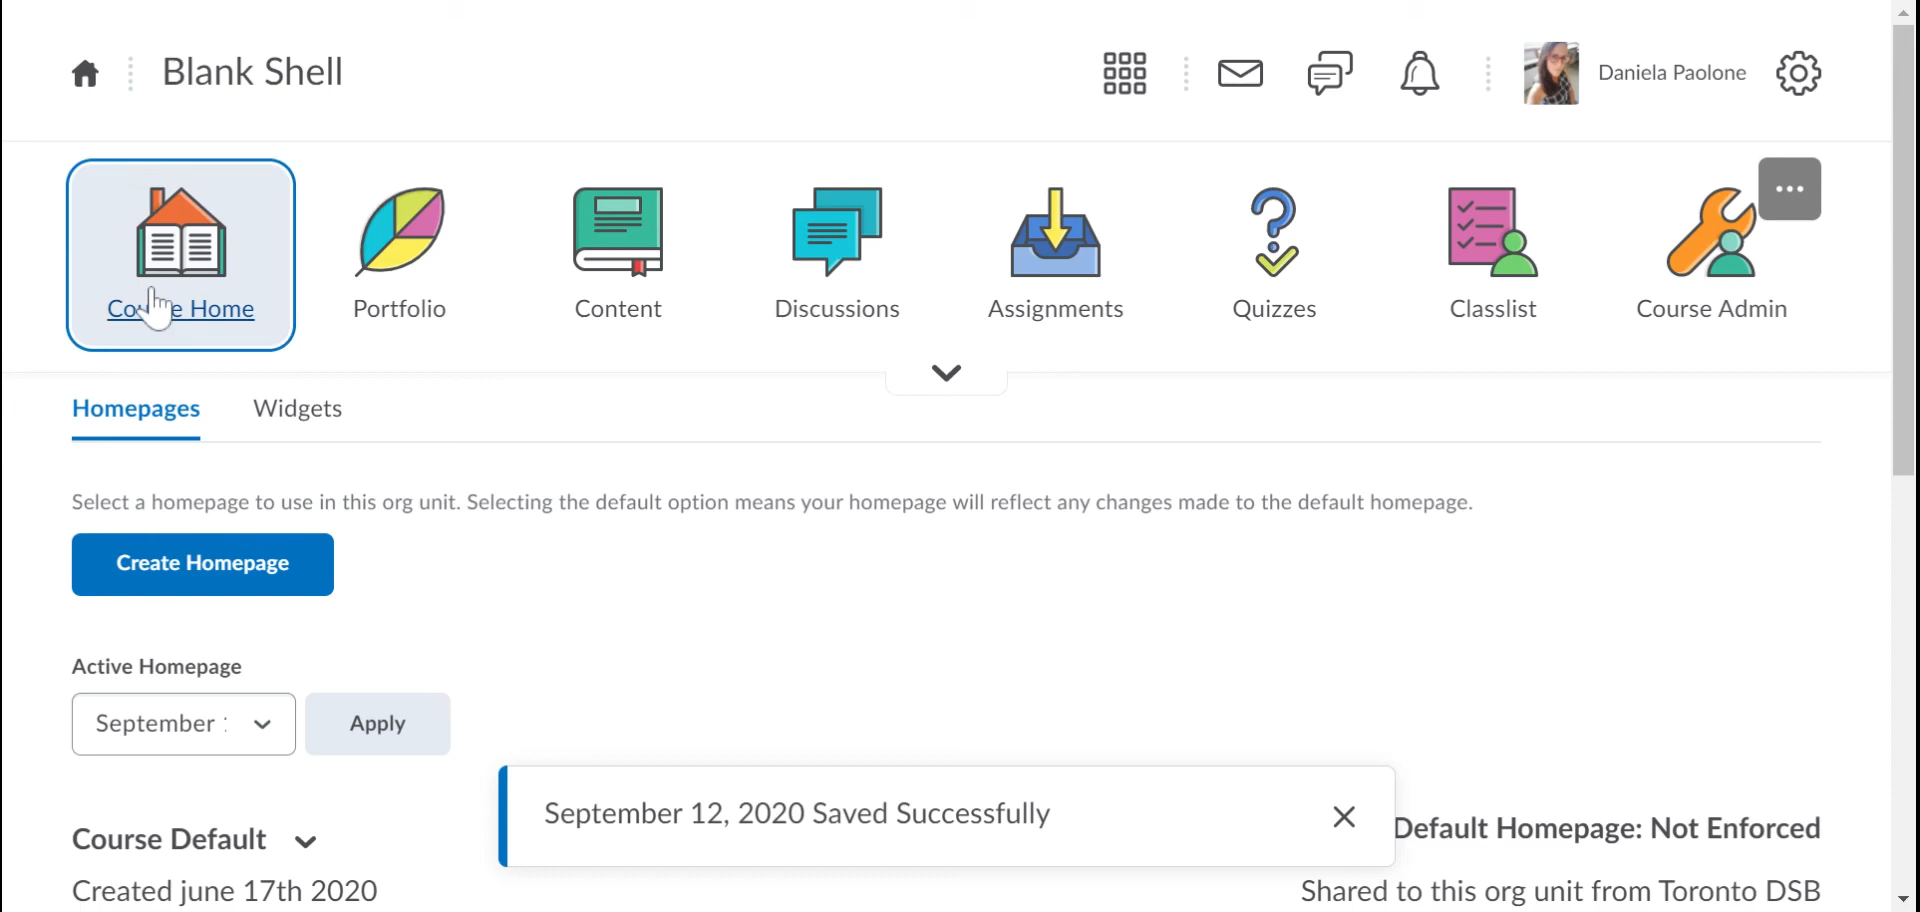 Blank Shell
Daniela Paolone
Course Home
Portfolio
Content
Discussions
Assignments
Quizzes
Classlist
Course Admin
Homepages
Widgets
Select a homepage to use in this org unit. Selecting the default option means your homepage will reflect any changes made to the default homepage.
Create Homepage
Active Homepage
September
Apply
September 12, 2020 Saved Successfully
Course Default
Default Homepage: Not Enforced
Created june 17th 2020
Shared to this org unit from Toronto DSB